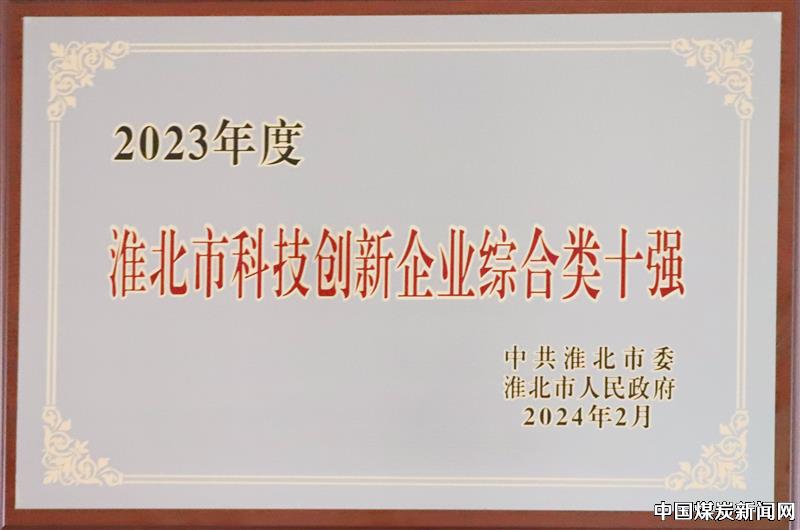 2023年度
淮北市科技创新企业综合类十强
中共淮北市委
淮北市人民政府
2024年2月
中国煤炭新闻网